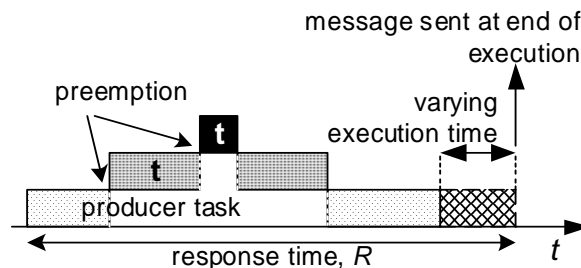 message sent at end of
execution
preemption
varying
execution time
t
t
producer task
response time, R
t